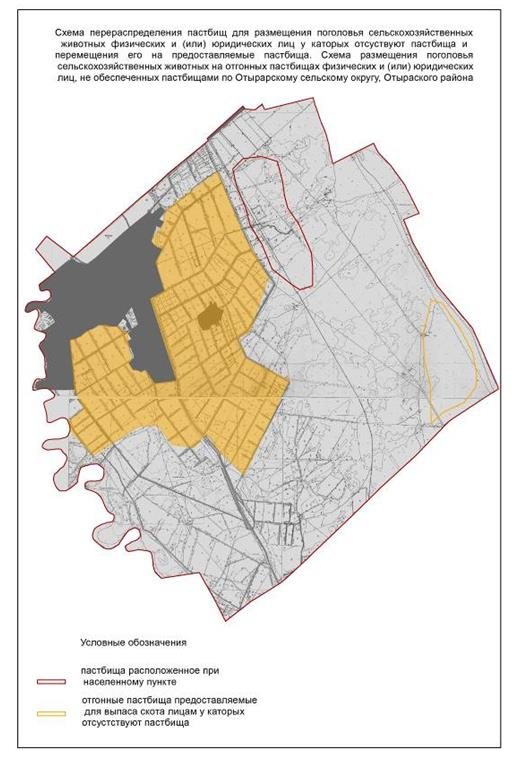 Схема перераспределения пастбищ для размещения поголовья сельскохозяйственных
животных физических и (или) юридических лиц у которых отсуствуют пастбища и
перемещения его на предоставляемые пастбища. Схема размещения поголовья
сельскохозяйственных животных на отгонных пастбищах физических и (или) юридических
лиц, не обеспеченных пастбищами по Отырарскому сельскому округу, Отыраского района
Условные обозначения
пастбища расположенное при
населенному пункте
отгонные пастбища предоставляемые
для выпаса скота лицам у каторых
отсустствуют пастбища